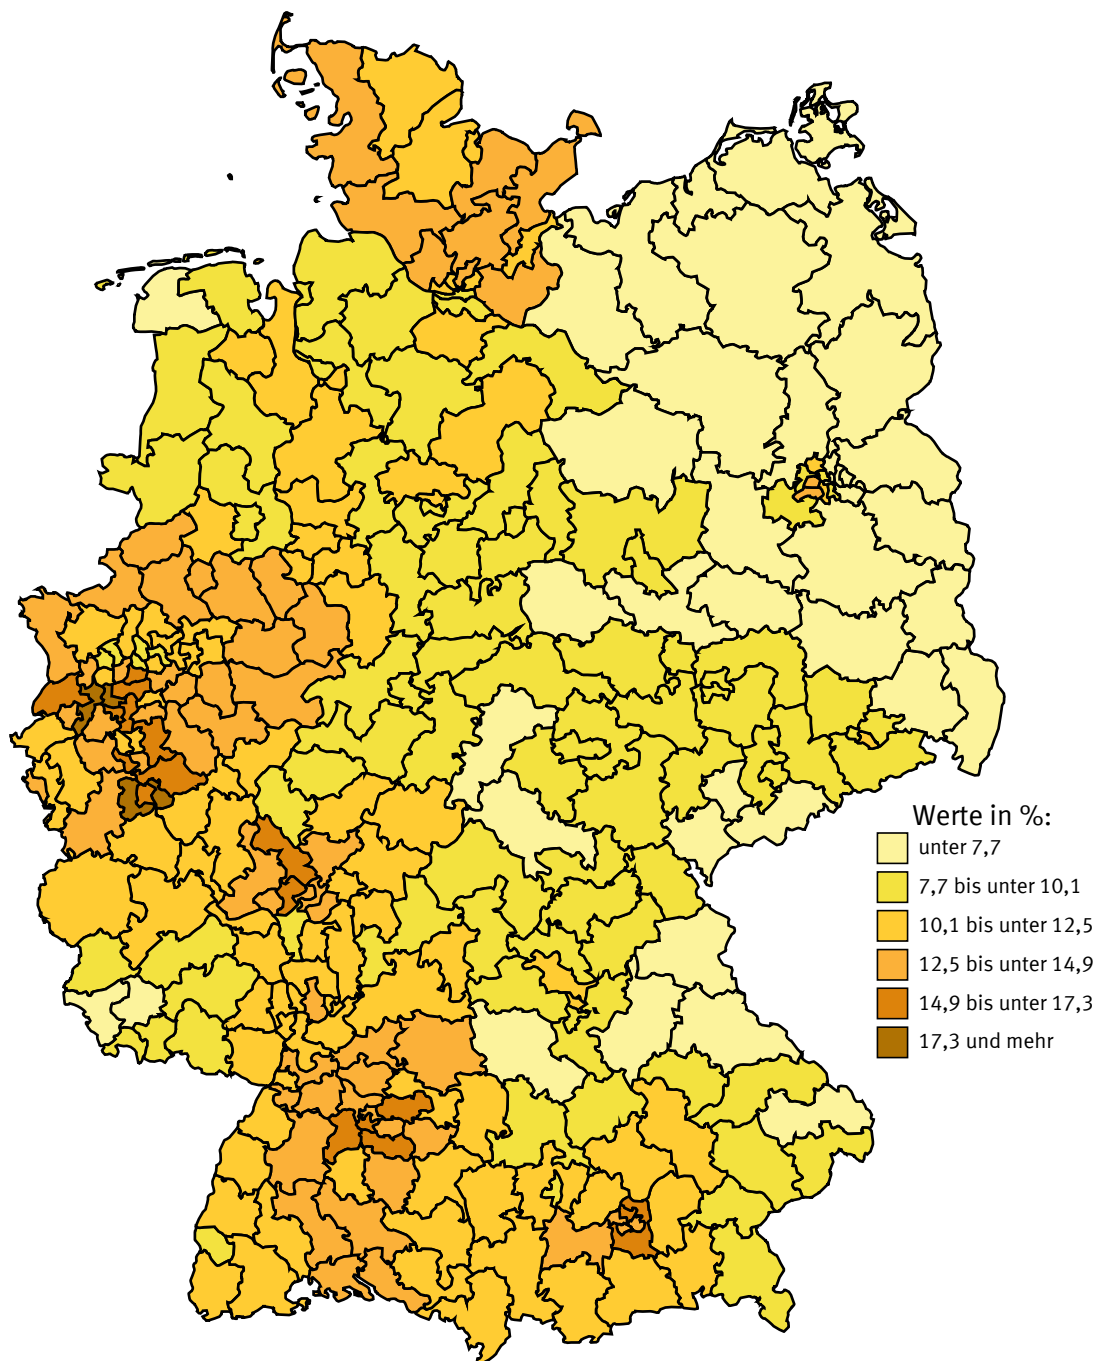 Werte in %:
unter 7,7
7,7 bis unter 10,1
10,1 bis unter 12,5
12,5 bis unter 14,9
14,9 bis unter 17,3
17,3 und mehr